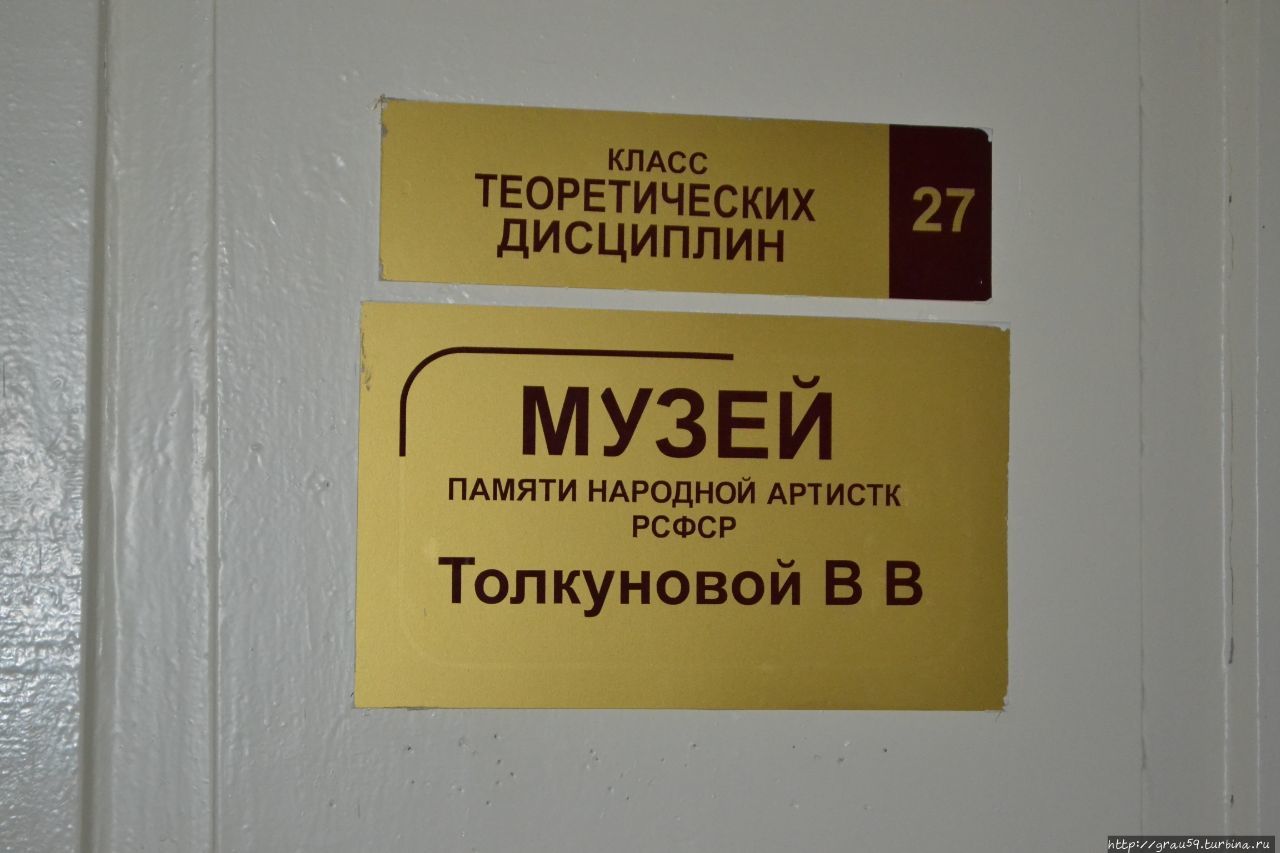 КЛАСС
ТЕОРЕТИЧЕСКИХ
ДИСЦИПЛИН
27
МУЗЕЙ
ПАМЯТИ НАРОДНОЙ АРТИСТК
РСФСР
Толкуновой В В
http://grau59.turbina.ru